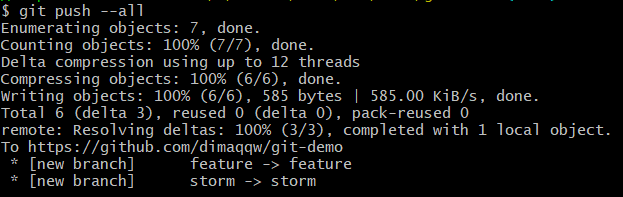 $ git push --all
Enumerating objects: 7, done.
Counting objects: 100% (7/7), done.
Delta compression using up to 12 threads
Compressing objects: 100% (6/6), done.
Writing objects: 100% (6/6), 585 bytes | 585.00 KiB/s, done.
Total 6 (delta 3), reused 0 (delta 0), pack-reused 0
remote: Resolving deltas: 100% (3/3), completed with 1 local object.
To https://github.com/dimaqqw/git-demo
 * [new branch]      feature -> feature
 * [new branch]      storm -> storm